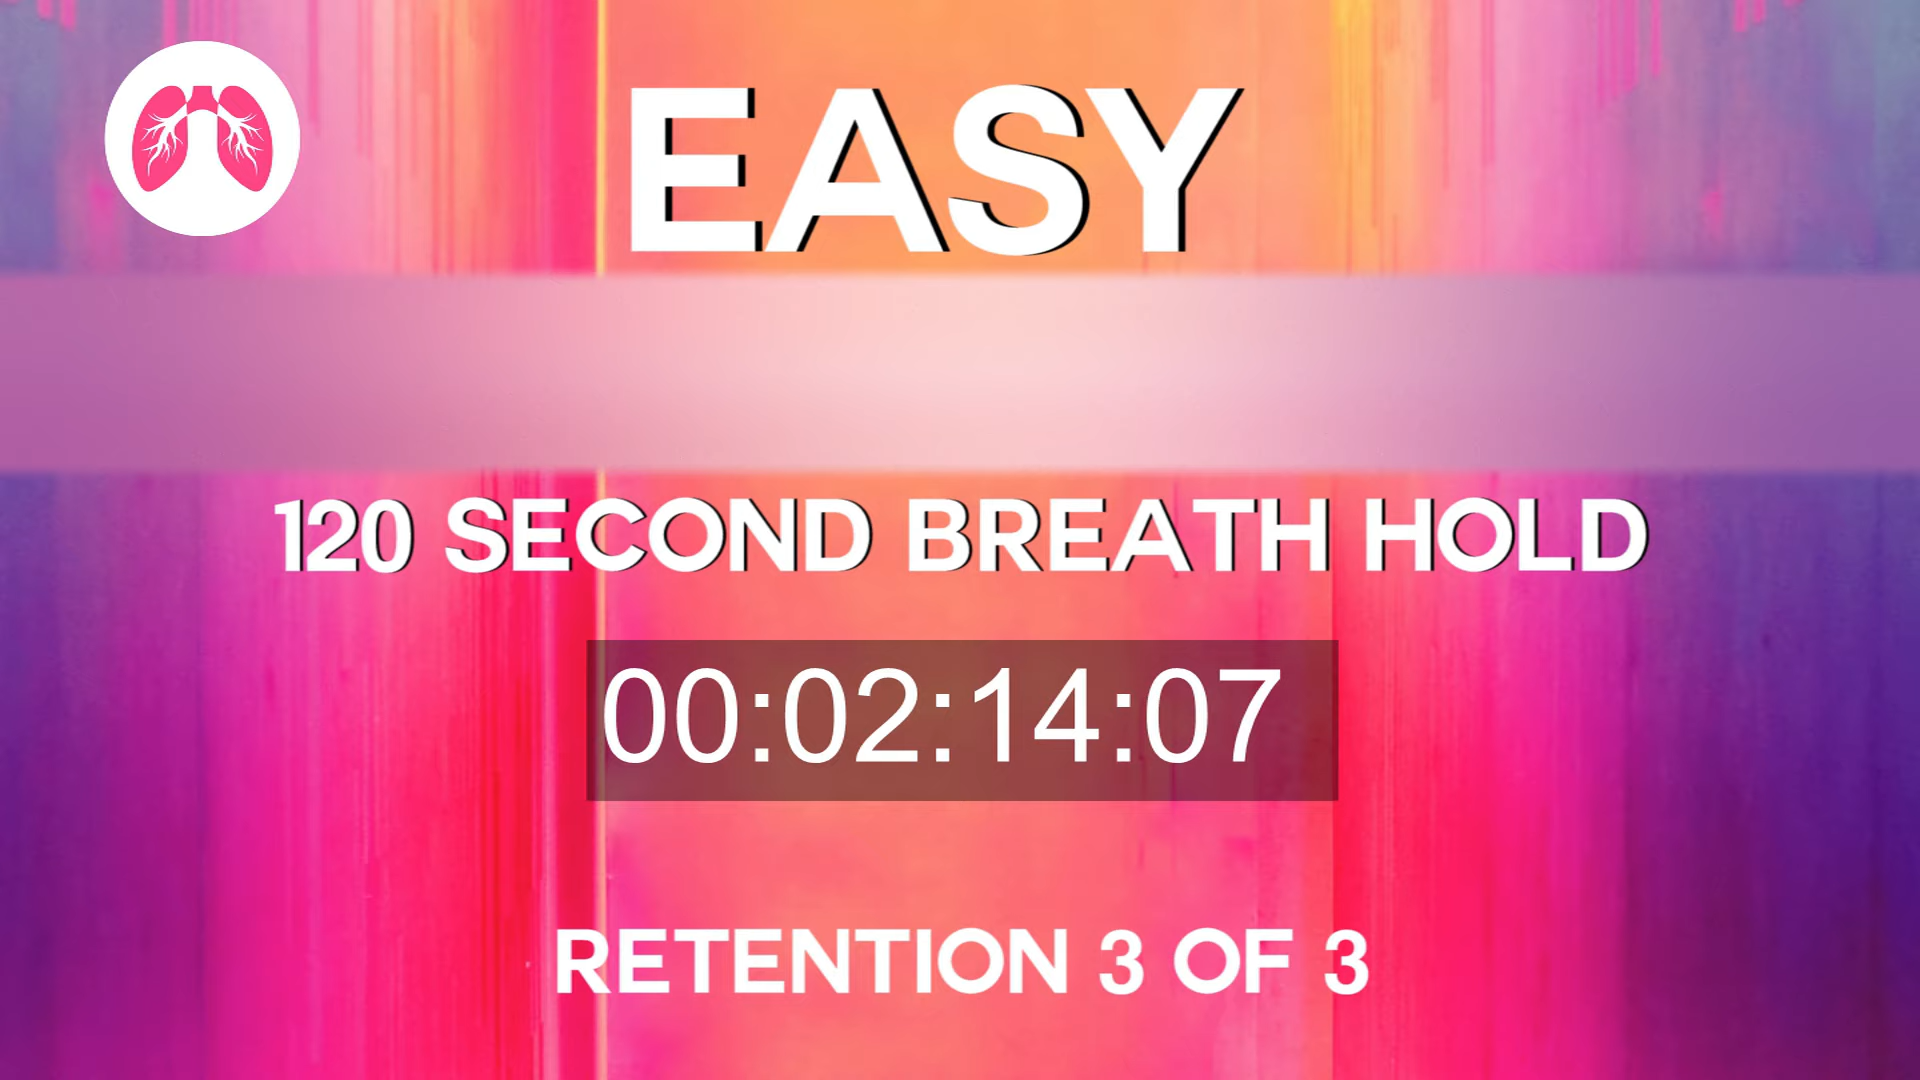 EASY
120 SECOND BREATH HOLD
00:02:14:07
RETENTION 3 OF 3